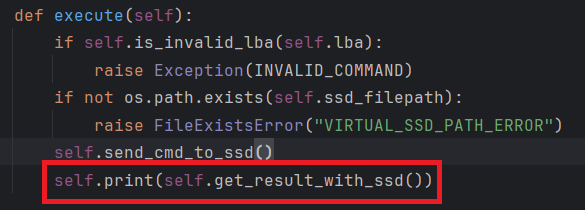 def execute(self):
    if self.is_invalid_lba(self.lba):
        raise Exception(INVALID_COMMAND)
    if not os.path.exists(self.ssd_filepath):
        raise FileExistsError("VIRTUAL_SSD_PATH_ERROR")
    self.send_cmd_to_ssd()
    self.print(self.get_result_with_ssd())